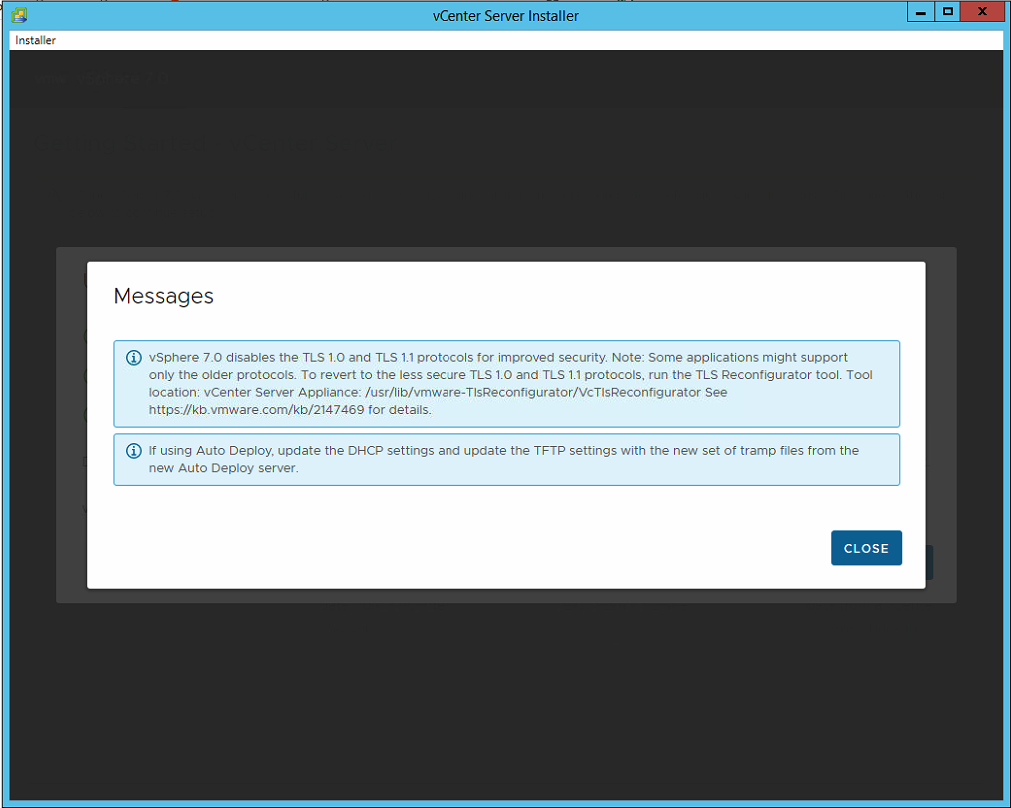 vCenter Server Installer
Installer
Messages
vSphere 7.0 disables the TLS 1.0 and TLS 1.1 protocols for improved security. Note: Some applications might support
only the older protocols. To revert to the less secure TLS 1.0 and TLS 1.1 protocols, run the TLS Reconfigurator tool. Tool
location: vCenter Server Appliance: /usr/lib/vmware-TlsReconfigurator/VcTlsReconfigurator See
https://kb.vmware.com/kb/2147469 for details.
If using Auto Deploy, update the DHCP settings and update the TFTP settings with the new set of tramp files from the
new Auto Deploy server.
CLOSE